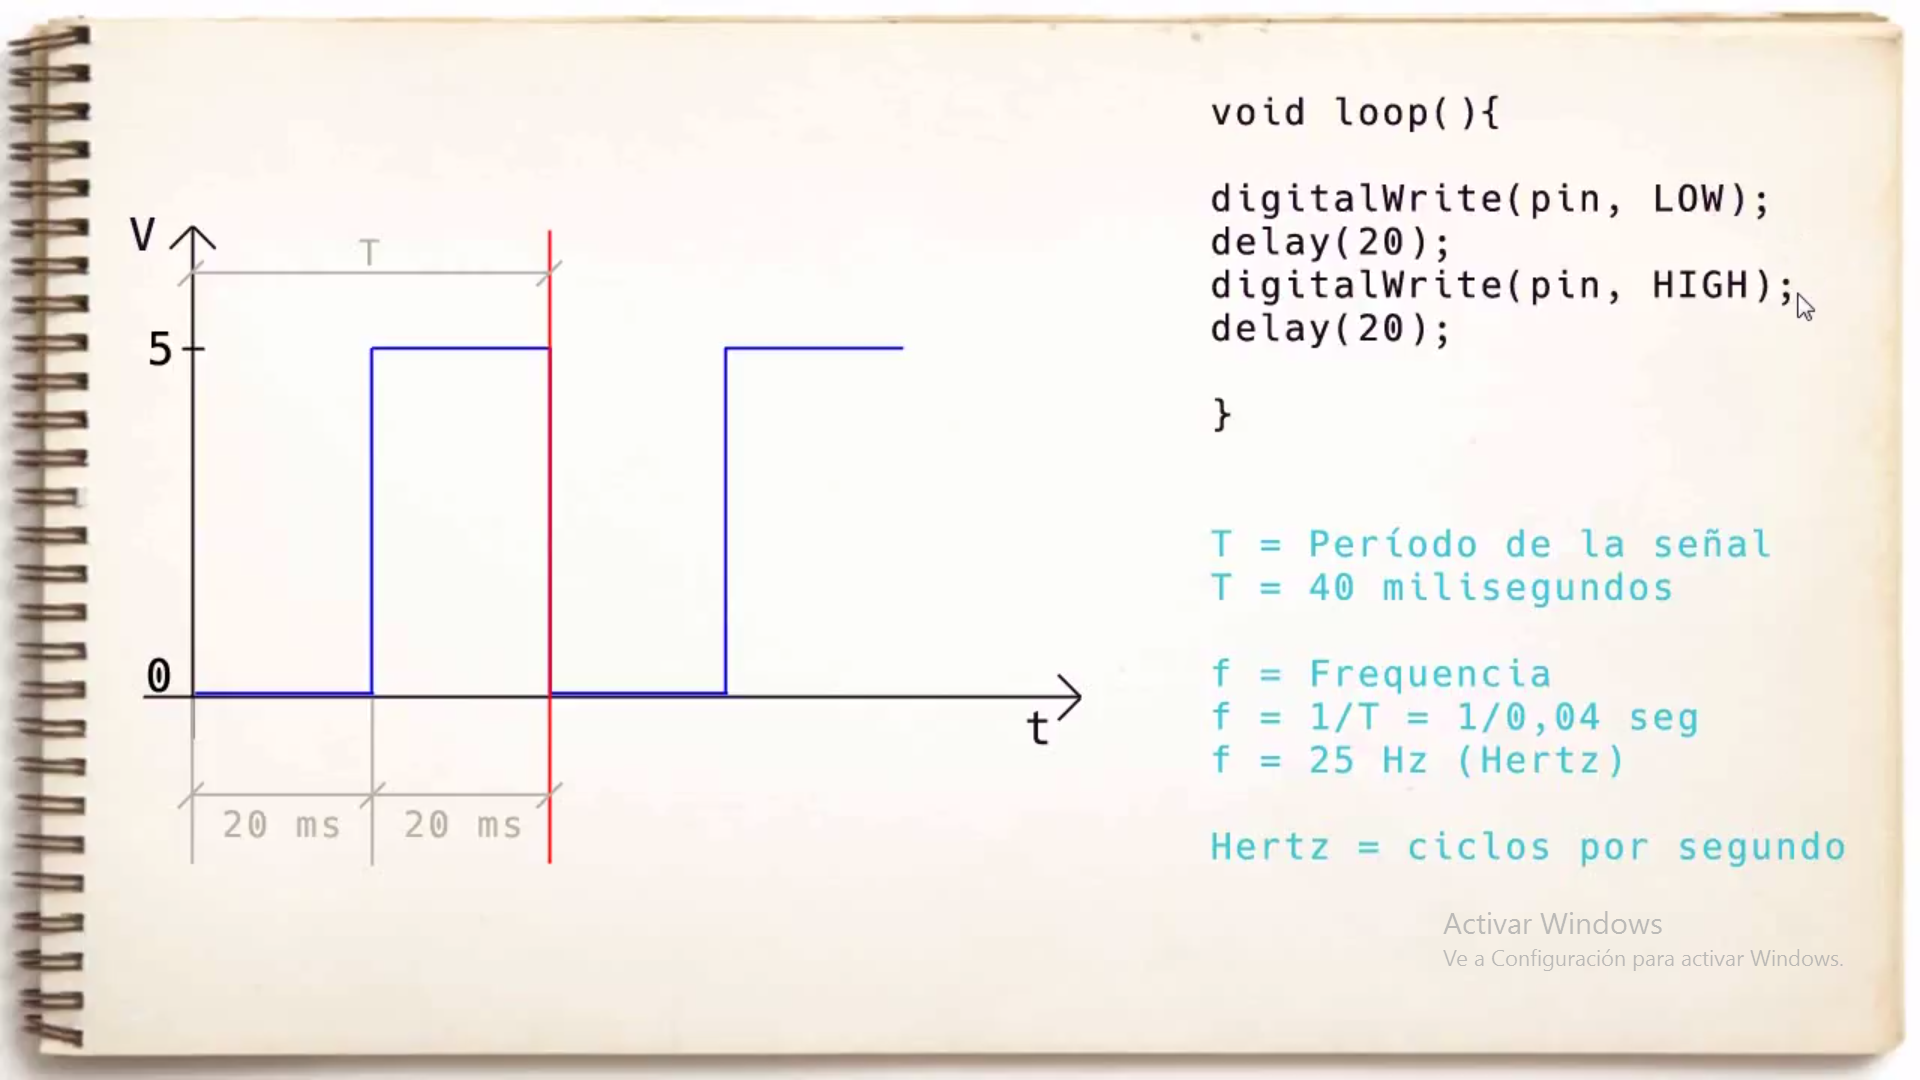 V
T
5
0
t
20 ms 20 ms
void loop(){
digitalWrite(pin, LOW);
delay(20);
digitalWrite(pin, HIGH);
delay(20);
}
T = Período de la señal
T = 40 milisegundos
f = Frequencia
f = 1/T = 1/0,04 seg
f = 25 Hz (Hertz)
Hertz = ciclos por segundo
Activar Windows
Ve a Configuración para activar Windows.